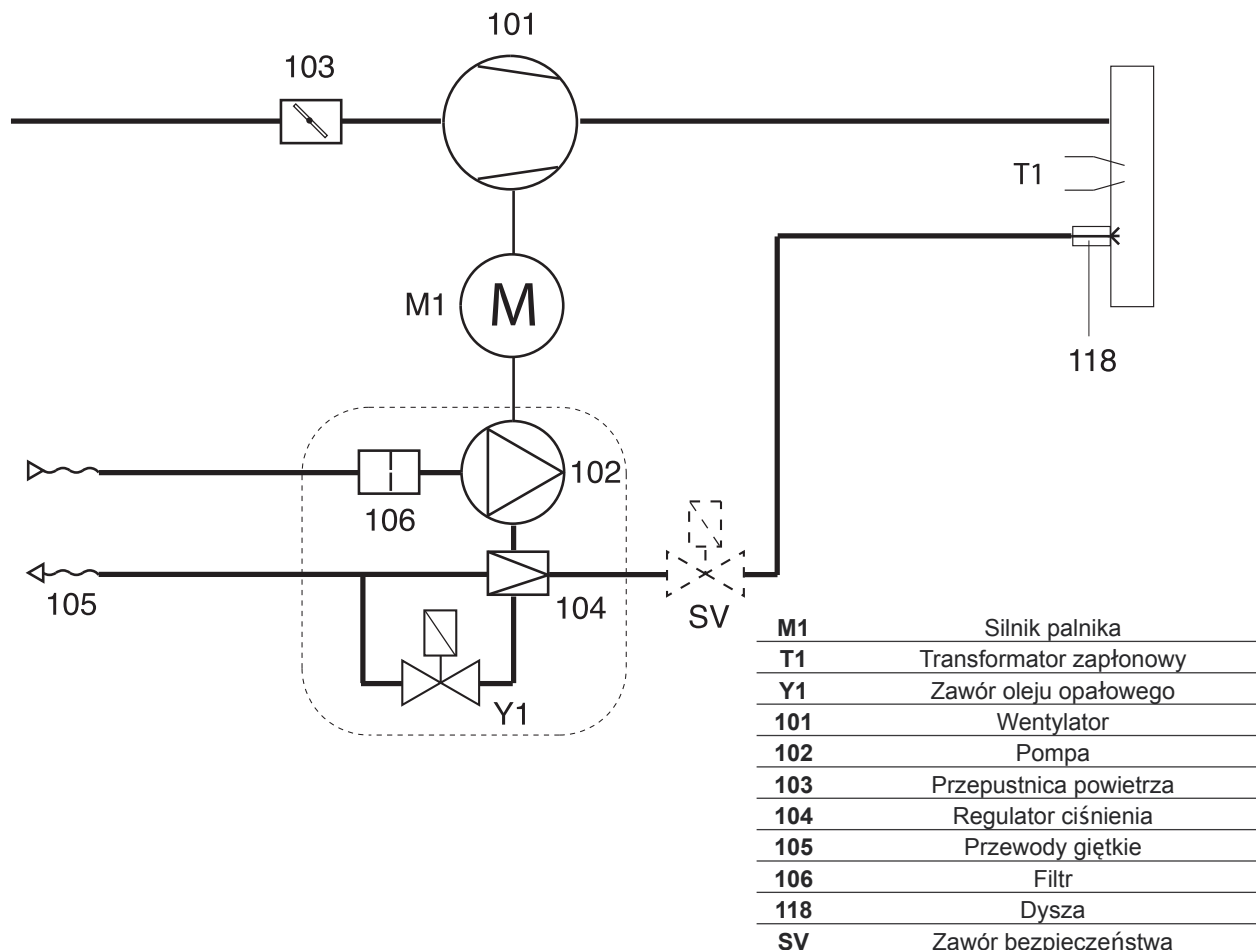 101
103
T1
M1
M
118
102
106
105
104
SV
Y1
M1 Silnik palnika
T1 Transformator zapłonowy
Y1 Zawór oleju opałowego
101 Wentylator
102 Pompa
103 Przepustnica powietrza
104 Regulator ciśnienia
105 Przewody giętkie
106 Filtr
118 Dysza
SV Zawór bezpieczeństwa